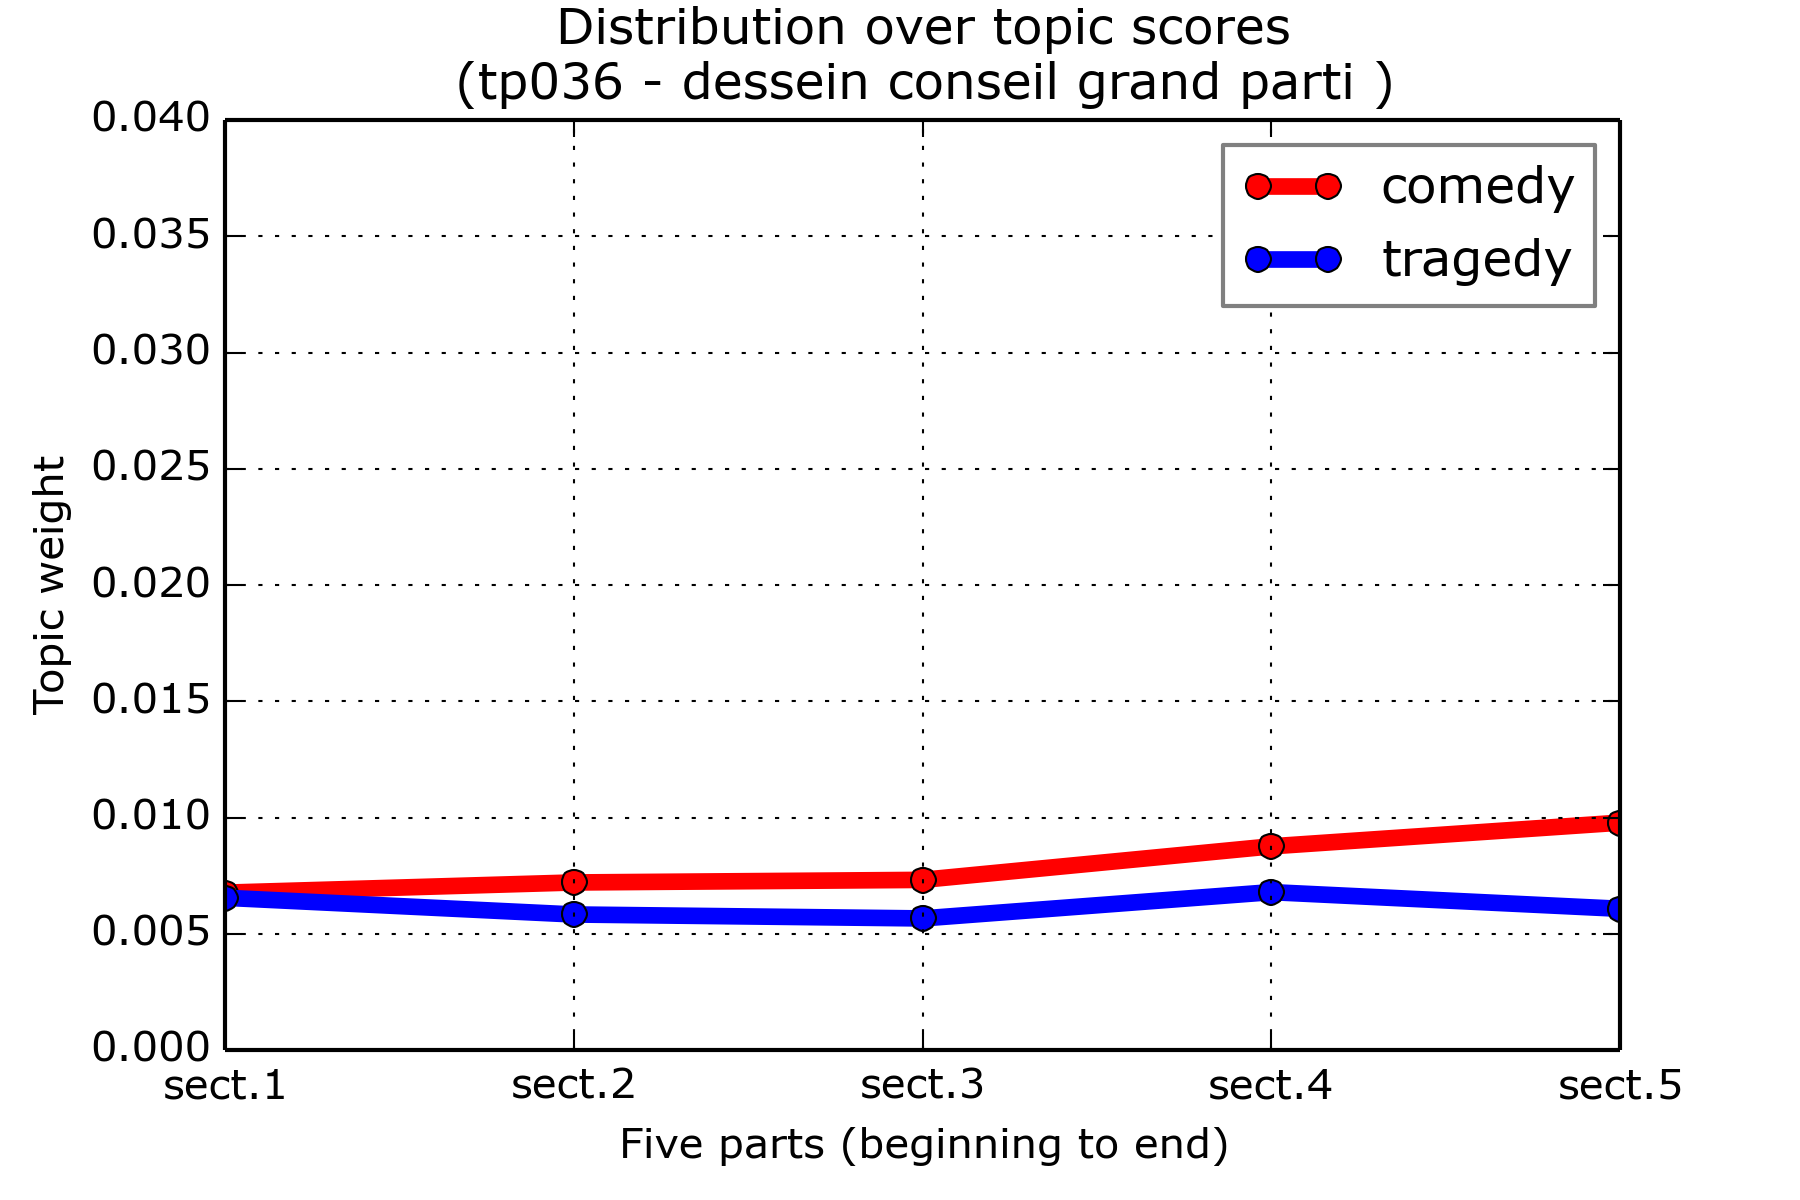 Distribution over topic scores
(tp036 - dessein conseil grand parti )
0.040
0.035
0.030
0.025
0.020
0.015
0.010
0.005
0.000
Topic weight
comedy
tragedy
sect.1 sect.2 sect.3 sect.4 sect.5
Five parts (beginning to end)